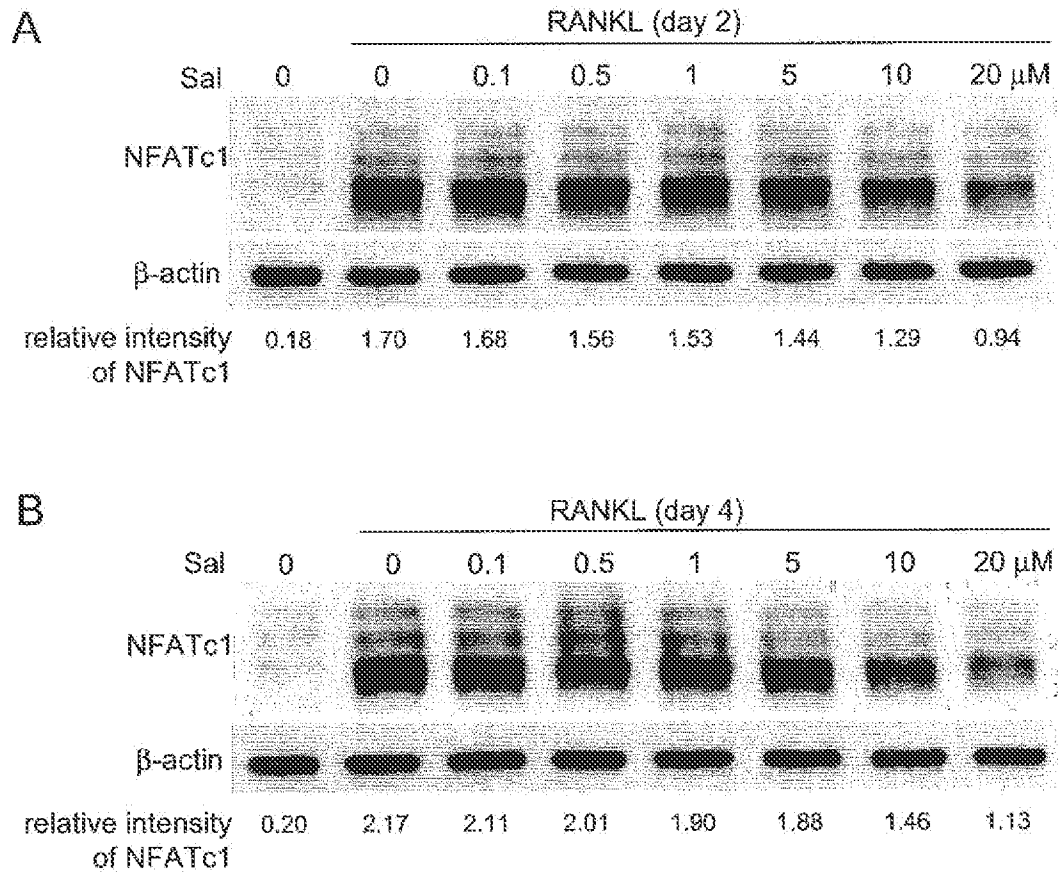 A
RANKL (day 2)
Sal 0 0 0.1 0.5 1 5 10 20 μM
NFATc1
β-actin
relative intensity of NFATc1 0.18 1.70 1.68 1.56 1.53 1.44 1.29 0.94
B
RANKL (day 4)
Sal 0 0 0.1 0.5 1 5 10 20 μM
NFATc1
β-actin
relative intensity of NFATc1 0.20 2.17 2.11 2.01 1.90 1.88 1.46 1.13